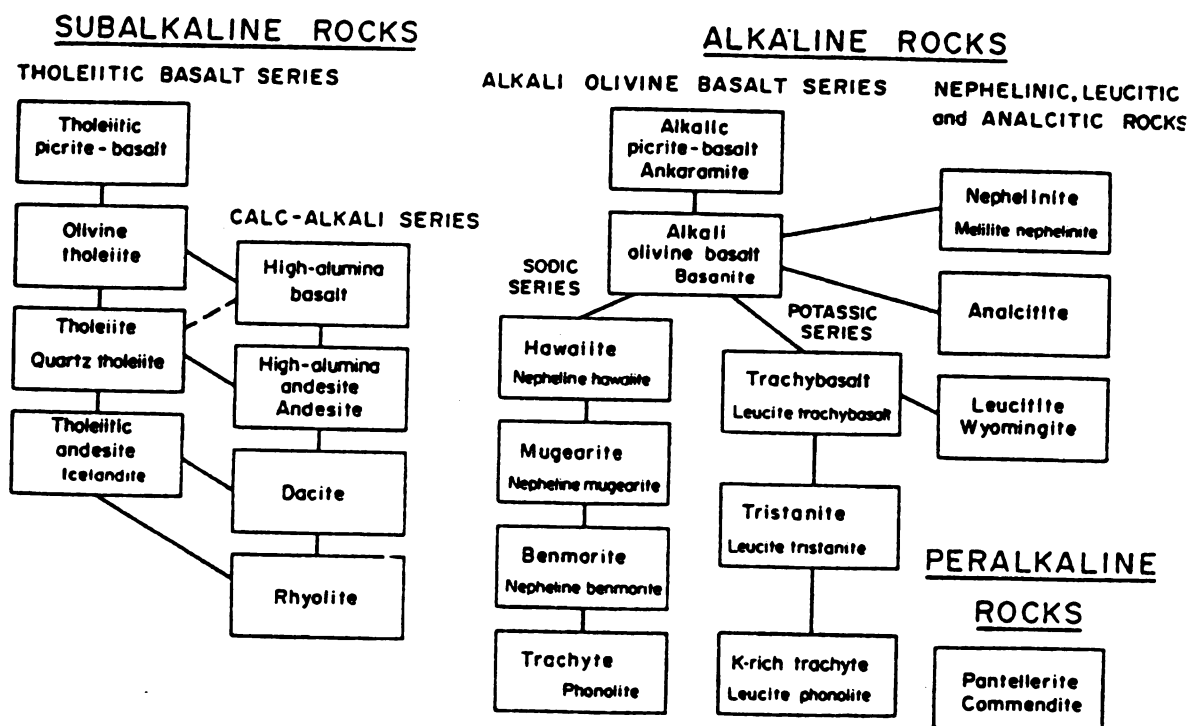 SUBALKALINE ROCKS
THOLEIITIC BASALT SERIES
Tholeiitic
picrite-basalt
Olivine
tholeiite
Tholeiite
Quartz tholeiite
Tholeiitic
andesite
Icelandite
CALC-ALKALI SERIES
High-alumina
basalt
High-alumina
andesite
Andesite
Dacite
Rhyolite
ALKALINE ROCKS
ALKALI OLIVINE BASALT SERIES
Alkalic
picrite-basalt
Ankaramite
Alkali
olivine basalt
Basanite
SODIC
SERIES
Hawaiite
Nepheline hawaiite
Mugearite
Nepheline mugearite
Benmorite
Nepheline benmorite
Trachyte
Phonolite
POTASSIC
SERIES
Trachybasalt
Leucite trachybasalt
Tristanite
Leucite tristanite
K-rich trachyte
Leucite phonolite
NEPHELINIC, LEUCITIC
and ANALCITIC ROCKS
Nephelinite
Melilite nephelinite
Analcitite
Leucitite
Wyomingite
PERALKALINE
ROCKS
Pantellerite
Commendite